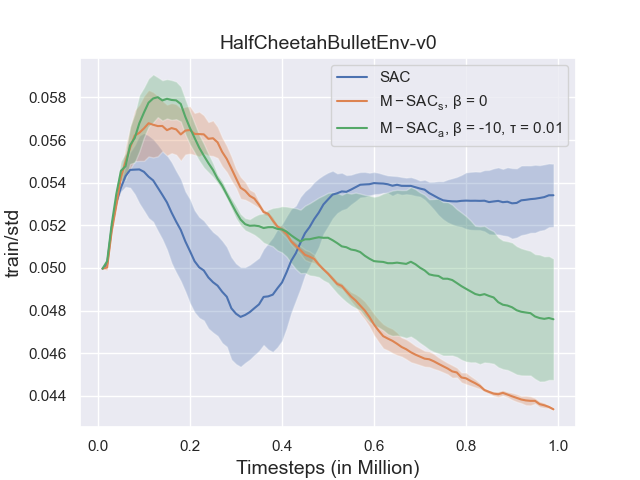 HalfCheetahBulletEnv-v0
SAC
M − SACₛ, β = 0
M − SACₐ, β = -10, τ = 0.01
train/std
0.058
0.056
0.054
0.052
0.050
0.048
0.046
0.044
0.0 0.2 0.4 0.6 0.8 1.0
Timesteps (in Million)